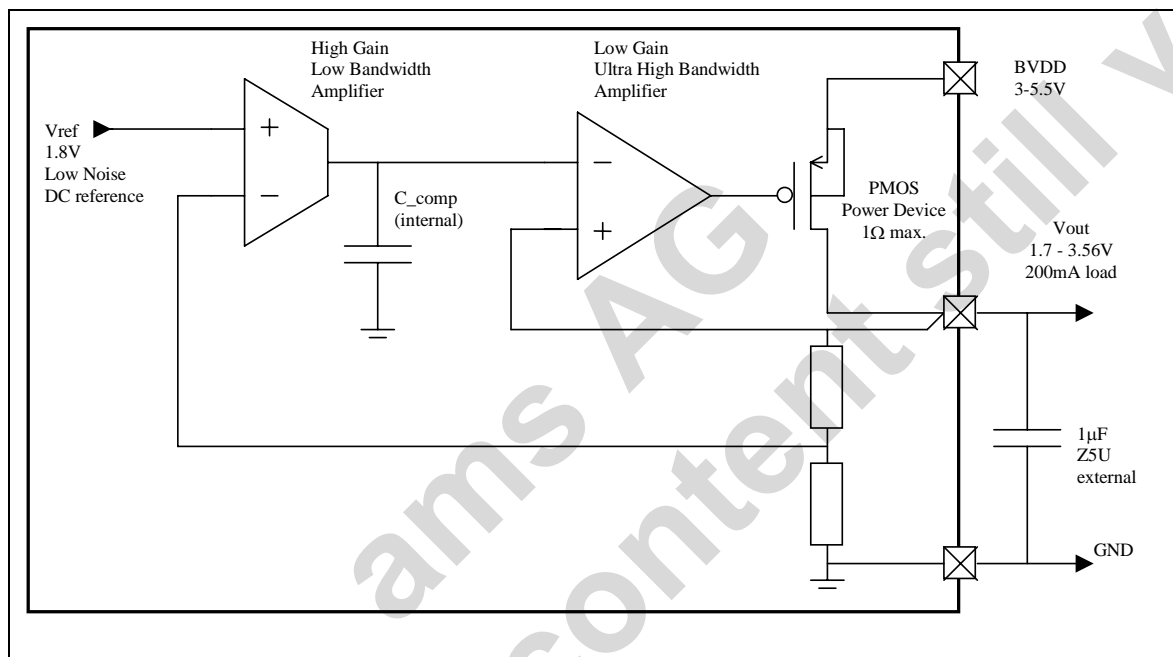 High Gain
Low Bandwidth
Amplifier
Low Gain
Ultra High Bandwidth
Amplifier
BVDD
3-5.5V
Vref
1.8V
Low Noise
DC reference
+
−
C_comp
(internal)
−
+
PMOS
Power Device
1Ω max.
Vout
1.7 - 3.56V
200mA load
1μF
Z5U
external
GND
ams AG
content still v